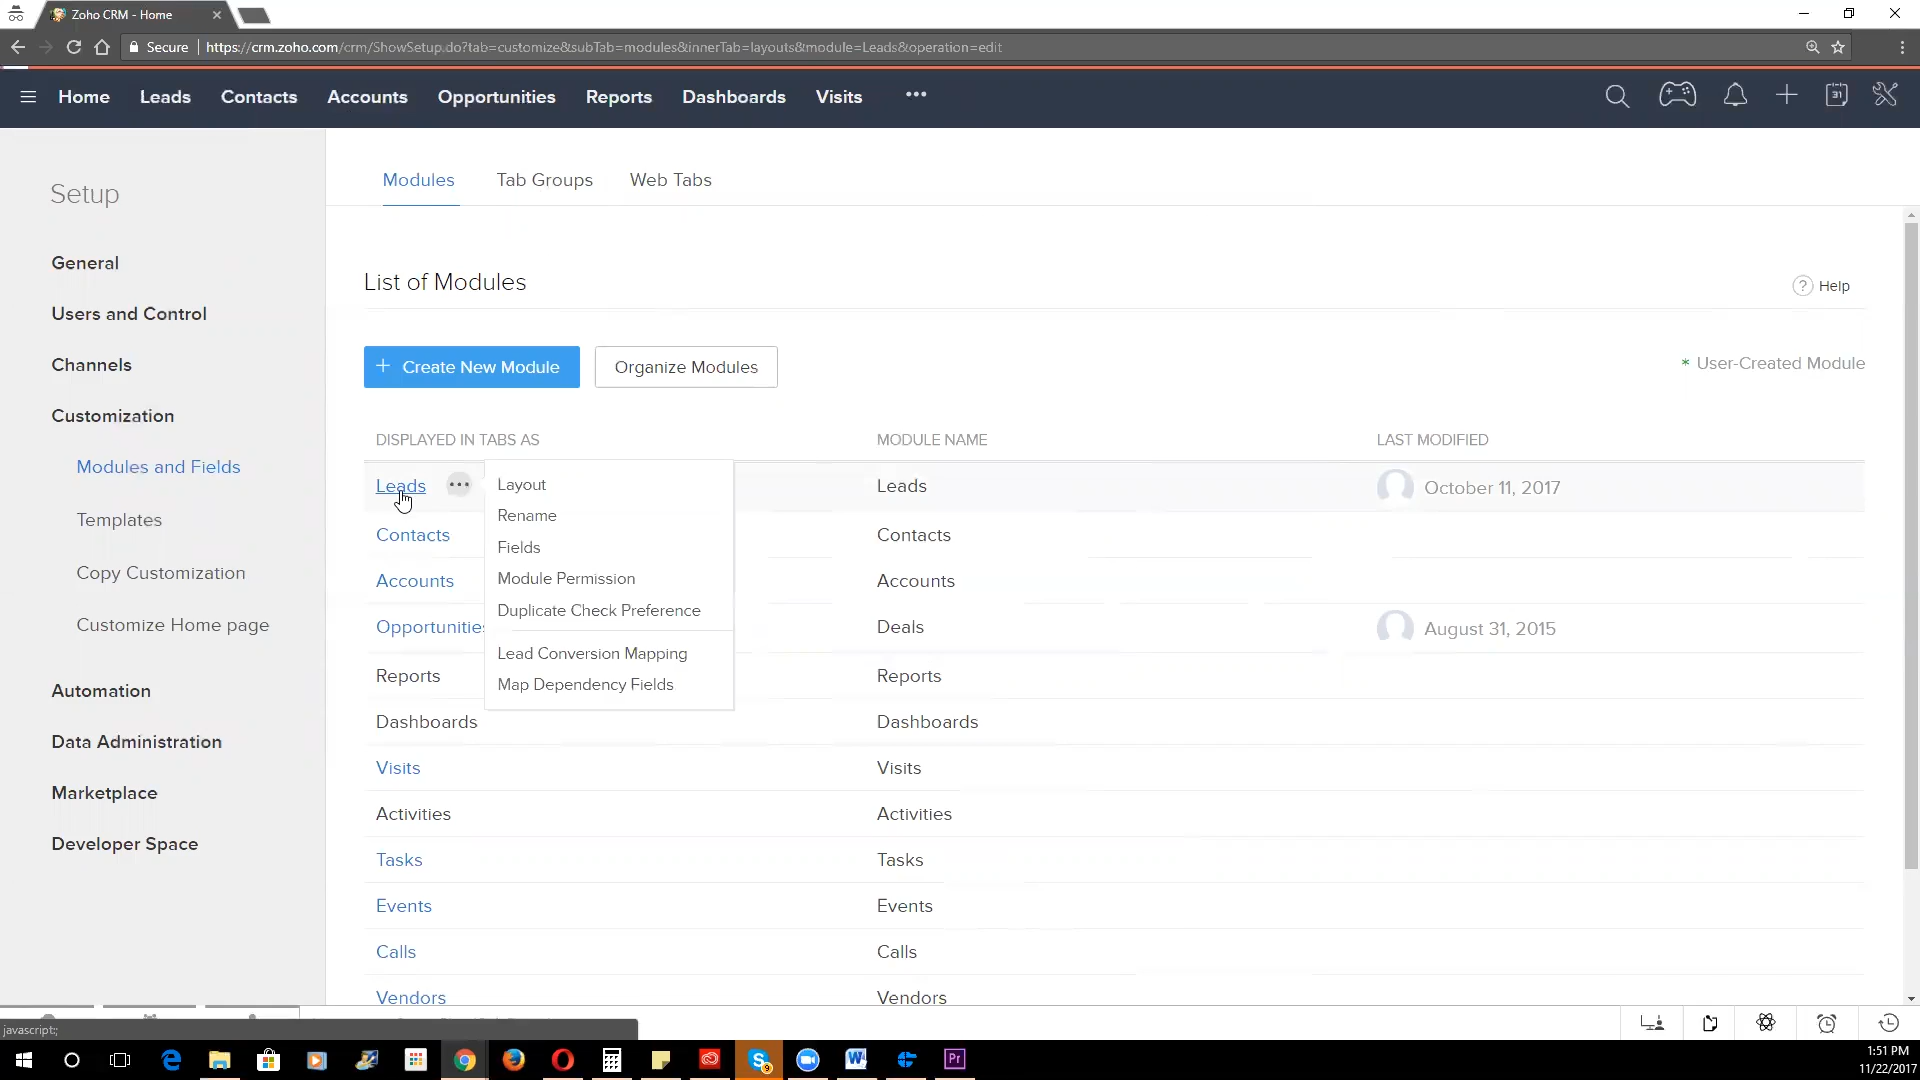 Zoho CRM - Home
Secure https://crm.zoho.com/crm/ShowSetup.do?tab=customize&subTab=modules&innerTab=layouts&module=Leads&operation=edit
Home Leads Contacts Accounts Opportunities Reports Dashboards Visits ••• 31
Setup
General
Users and Control
Channels
Customization
Modules and Fields
Templates
Copy Customization
Customize Home page
Automation
Data Administration
Marketplace
Developer Space
Modules Tab Groups Web Tabs
List of Modules
? Help
+ Create New Module Organize Modules
* User-Created Module
DISPLAYED IN TABS AS MODULE NAME LAST MODIFIED
Leads ••• Leads October 11, 2017
Layout
Rename
Fields
Module Permission
Duplicate Check Preference
Lead Conversion Mapping
Map Dependency Fields
Contacts Contacts
Accounts Accounts
Opportunities Deals August 31, 2015
Reports Reports
Dashboards Dashboards
Visits Visits
Activities Activities
Tasks Tasks
Events Events
Calls Calls
Vendors Vendors
javascript:;
S 9 W Pr
1:51 PM
11/22/2017